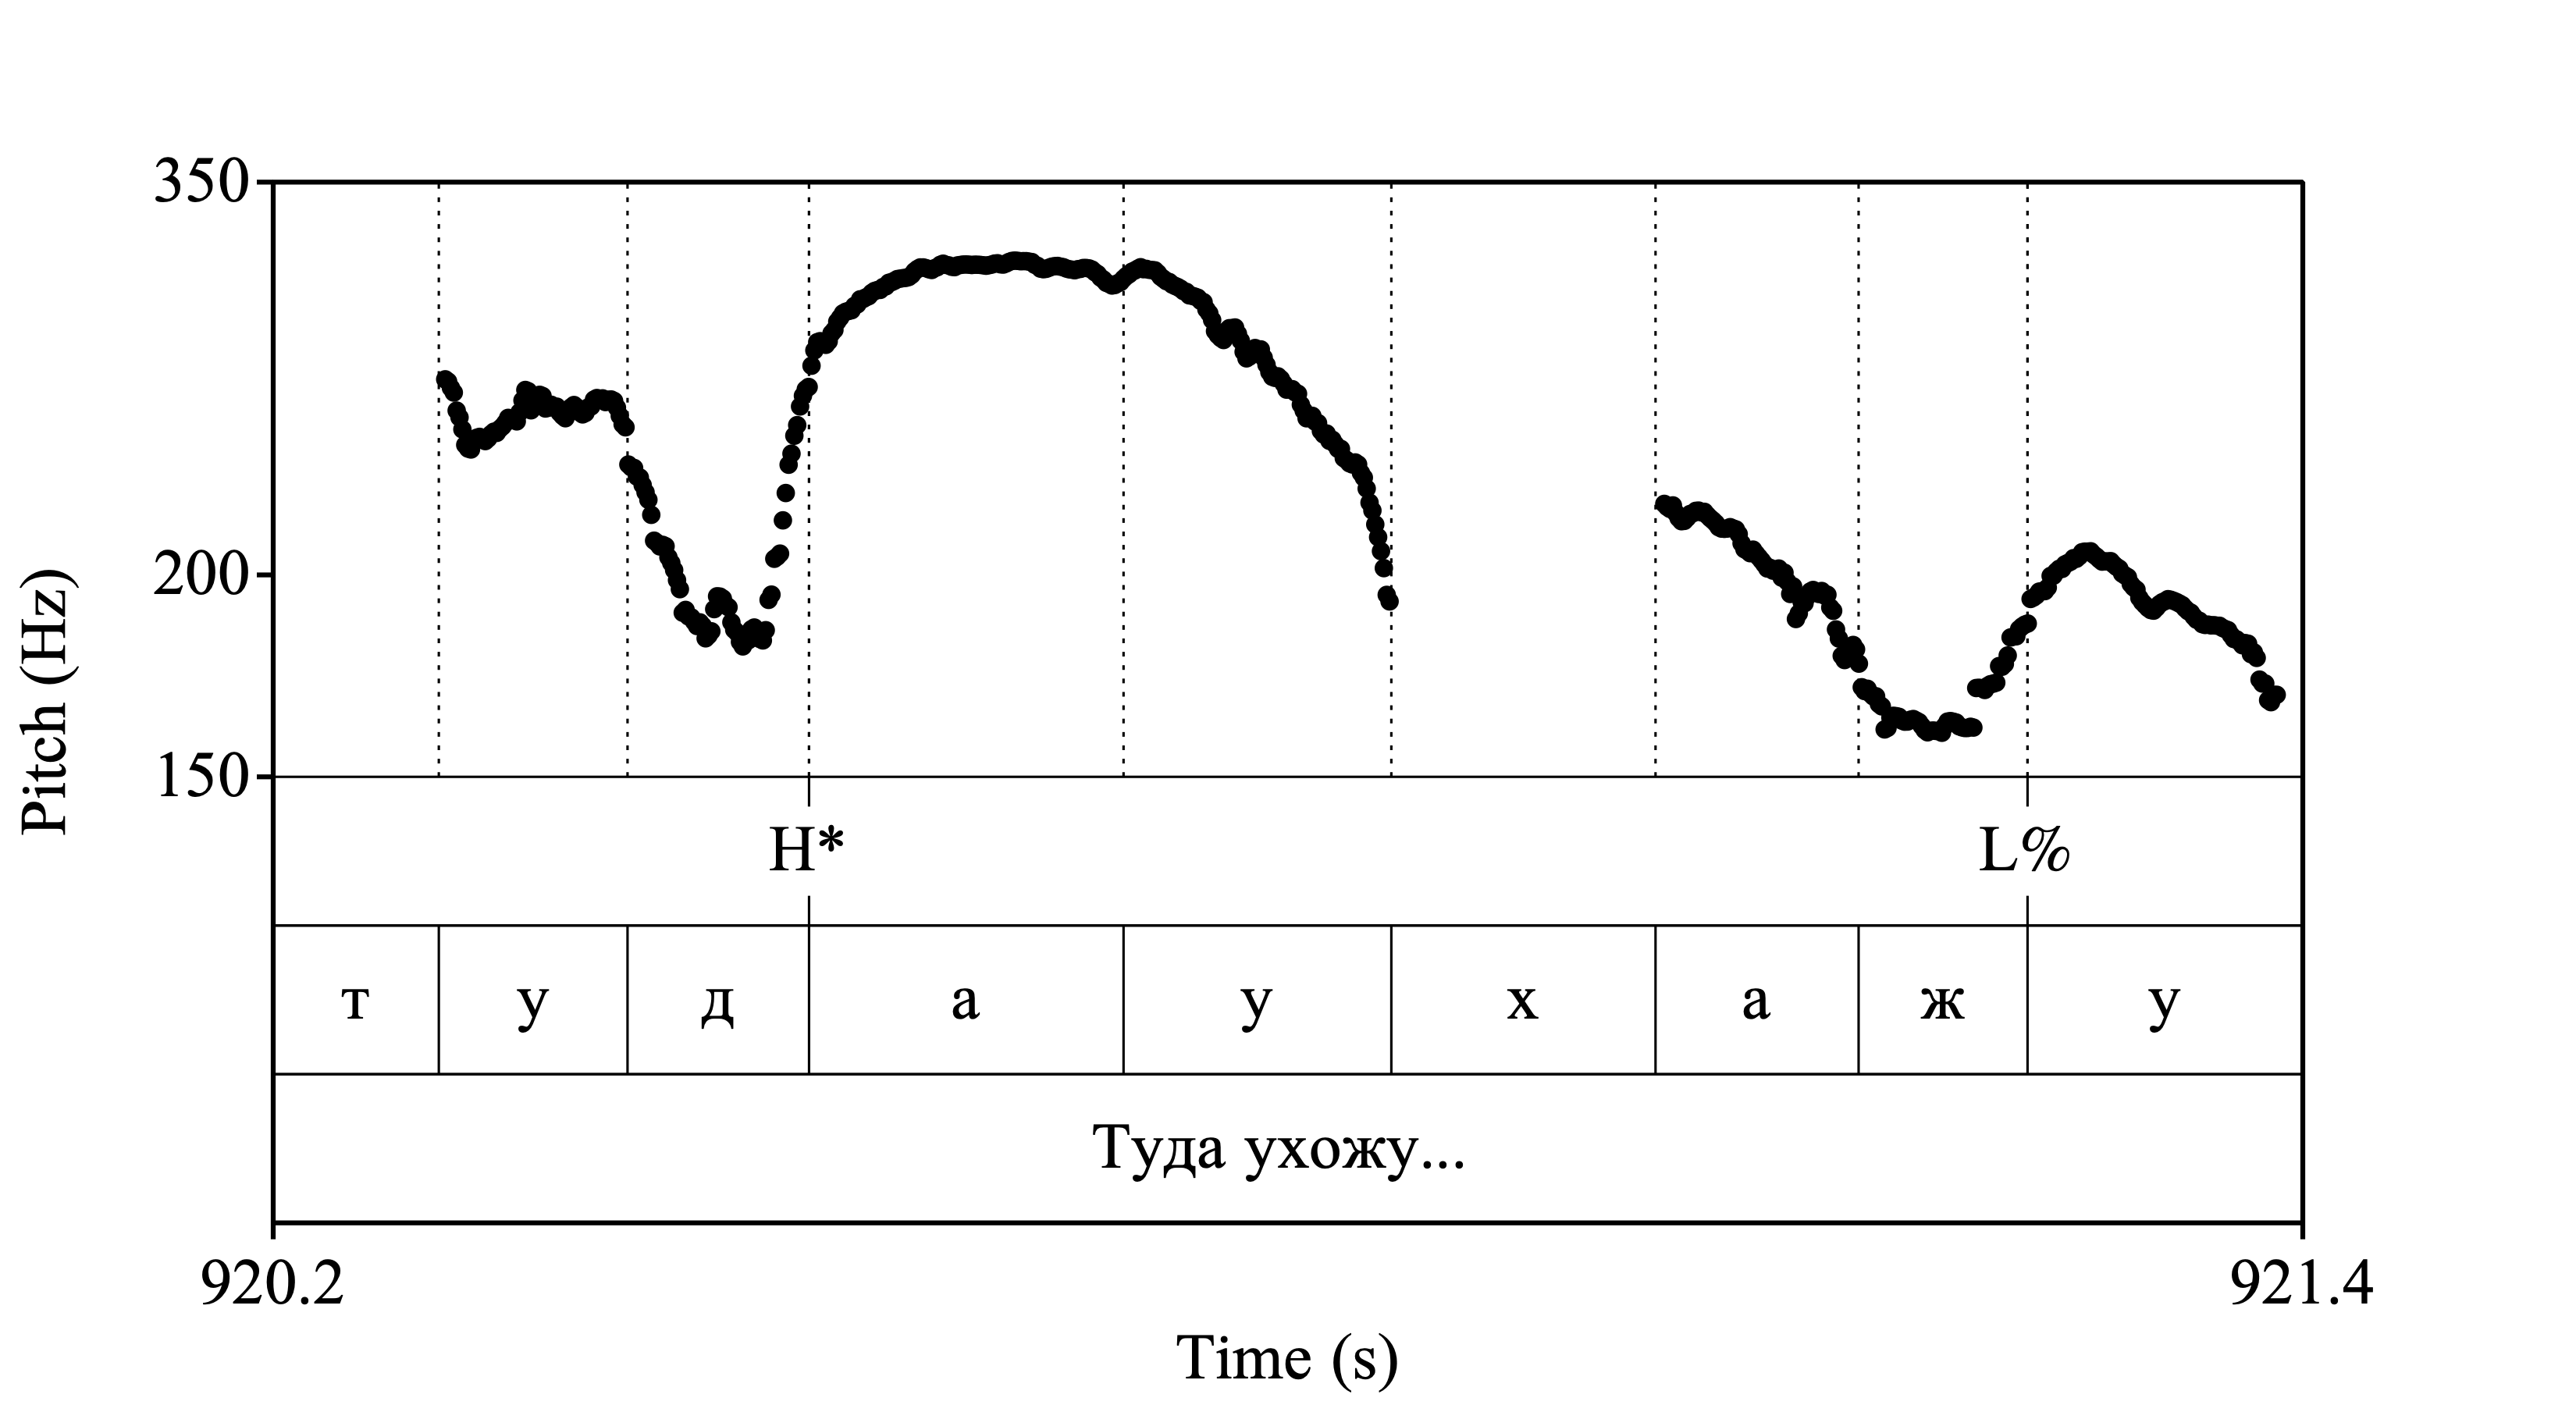 350
200
150
Pitch (Hz)
H* L%
т у д а у х а ж у
Туда ухожу...
920.2 921.4
Time (s)